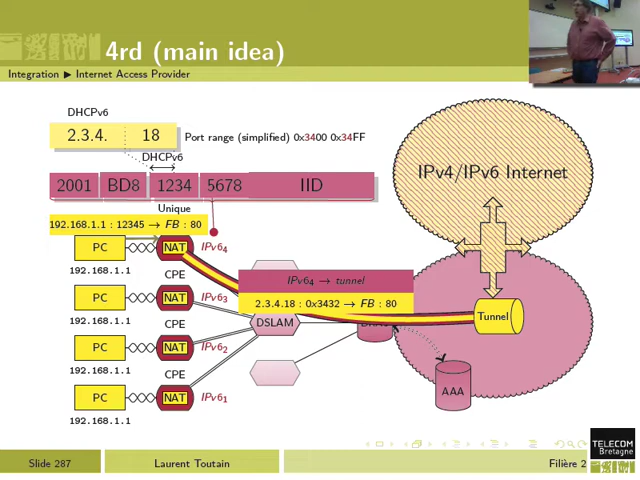 4rd (main idea)
Integration ▶ Internet Access Provider
DHCPv6
2.3.4. 18
Port range (simplified) 0x3400 0x34FF
DHCPv6
2001 BD8 1234 5678 IID
Unique
192.168.1.1 : 12345 → FB : 80
PC NAT IPv6₄
192.168.1.1
CPE
PC NAT IPv6₃
192.168.1.1
CPE
PC NAT IPv6₂
192.168.1.1
CPE
PC NAT IPv6₁
192.168.1.1
IPv6₄ → tunnel
2.3.4.18 : 0x3432 → FB : 80
DSLAM
IPv4/IPv6 Internet
Tunnel
AAA
Slide 287
Laurent Toutain
Filière 2
TELECOM
Bretagne